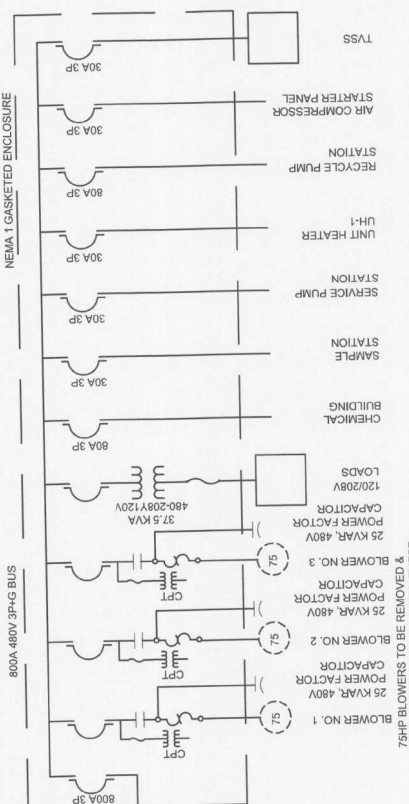 NEMA 1 GASKETED ENCLOSURE
800A 480V 3P+G BUS
30A 3P
TVSS
30A 3P
AIR COMPRESSOR
STARTER PANEL
80A 3P
RECYCLE PUMP
STATION
30A 3P
UNIT HEATER
UH-1
30A 3P
SERVICE PUMP
STATION
30A 3P
SAMPLE
STATION
80A 3P
CHEMICAL
BUILDING
37.5 KVA
480-208Y120V
120/208V
LOADS
CPT
25 KVAR, 480V
POWER FACTOR
CAPACITOR
75
BLOWER NO. 3
CPT
25 KVAR, 480V
POWER FACTOR
CAPACITOR
75
BLOWER NO. 2
CPT
25 KVAR, 480V
POWER FACTOR
CAPACITOR
75
BLOWER NO. 1
800A 3P
75HP BLOWERS TO BE REMOVED &